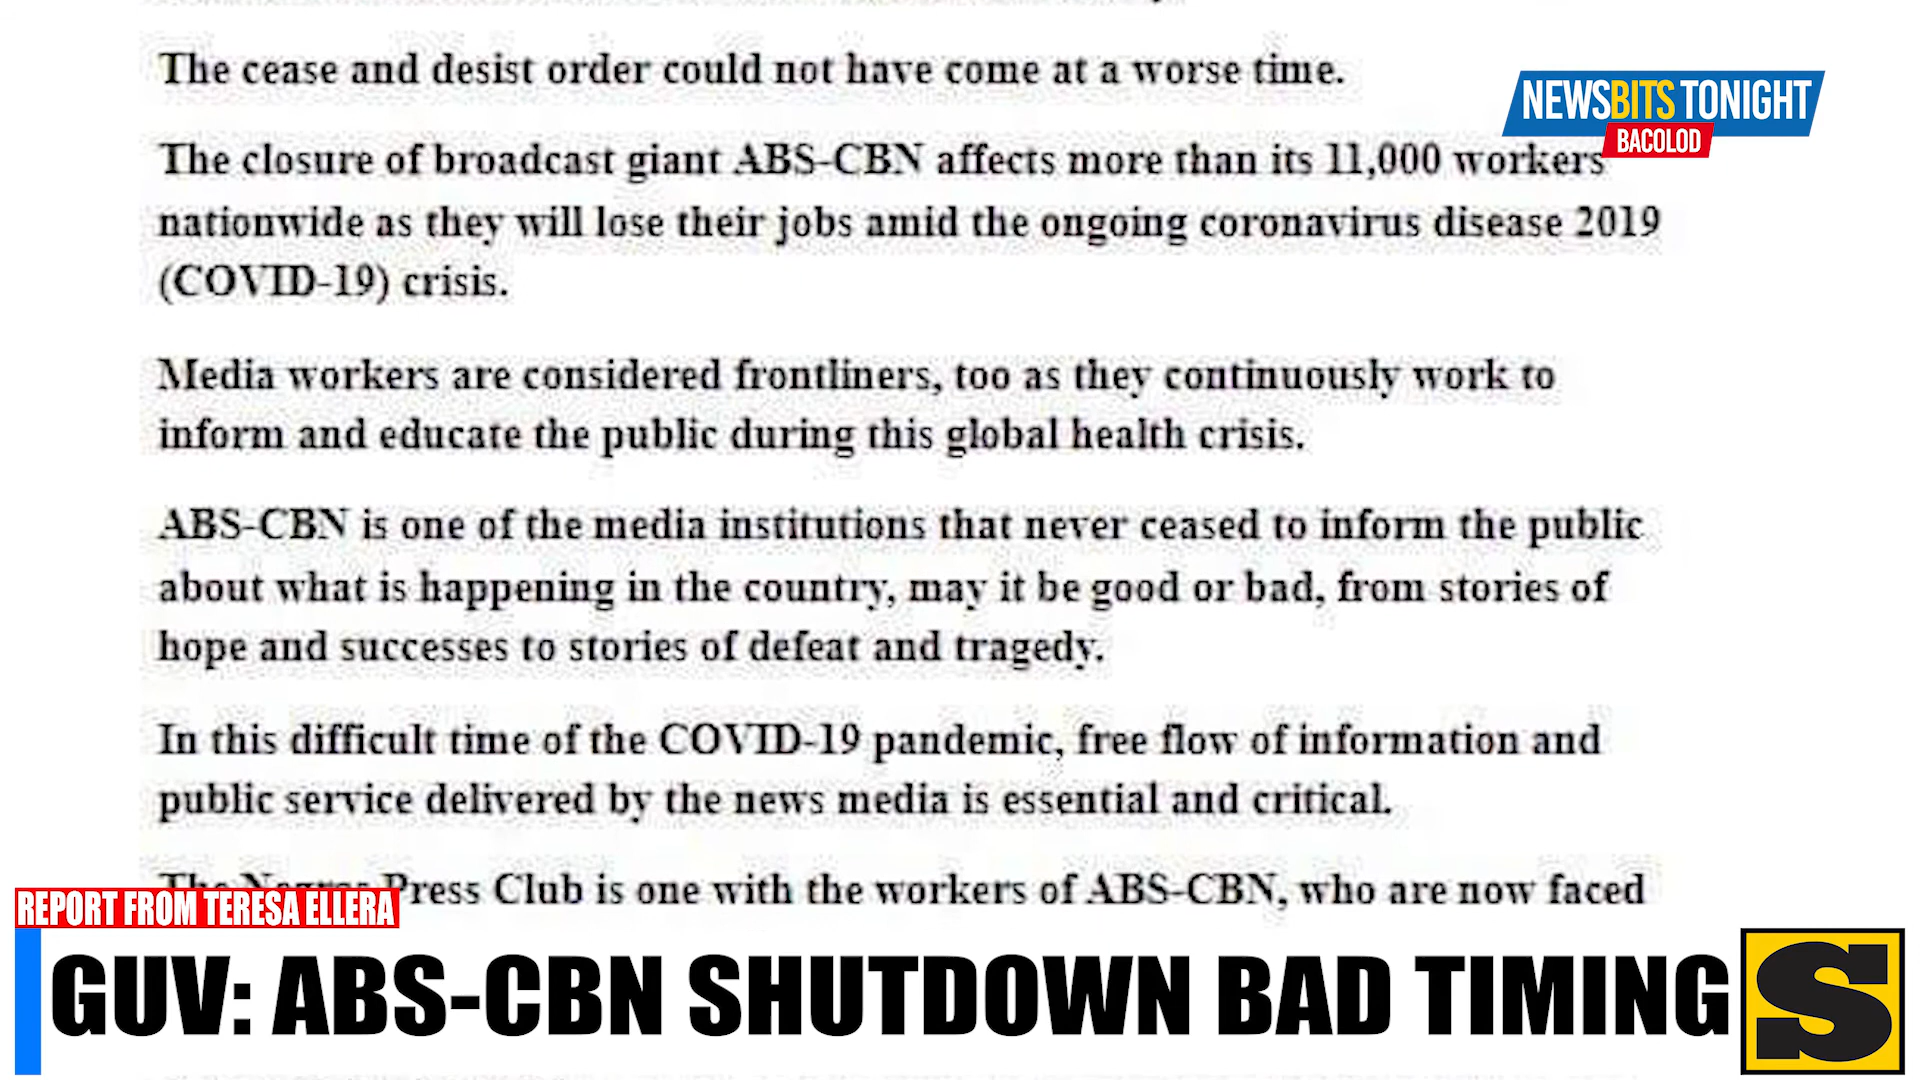 The cease and desist order could not have come at a worse time.
NEWSBITS TONIGHT
BACOLOD
The closure of broadcast giant ABS-CBN affects more than its 11,000 workers
nationwide as they will lose their jobs amid the ongoing coronavirus disease 2019
(COVID-19) crisis.
Media workers are considered frontliners, too as they continuously work to
inform and educate the public during this global health crisis.
ABS-CBN is one of the media institutions that never ceased to inform the public
about what is happening in the country, may it be good or bad, from stories of
hope and successes to stories of defeat and tragedy.
In this difficult time of the COVID-19 pandemic, free flow of information and
public service delivered by the news media is essential and critical.
The Negros Press Club is one with the workers of ABS-CBN, who are now faced
REPORT FROM TERESA ELLERA
GUV: ABS-CBN SHUTDOWN BAD TIMING
S